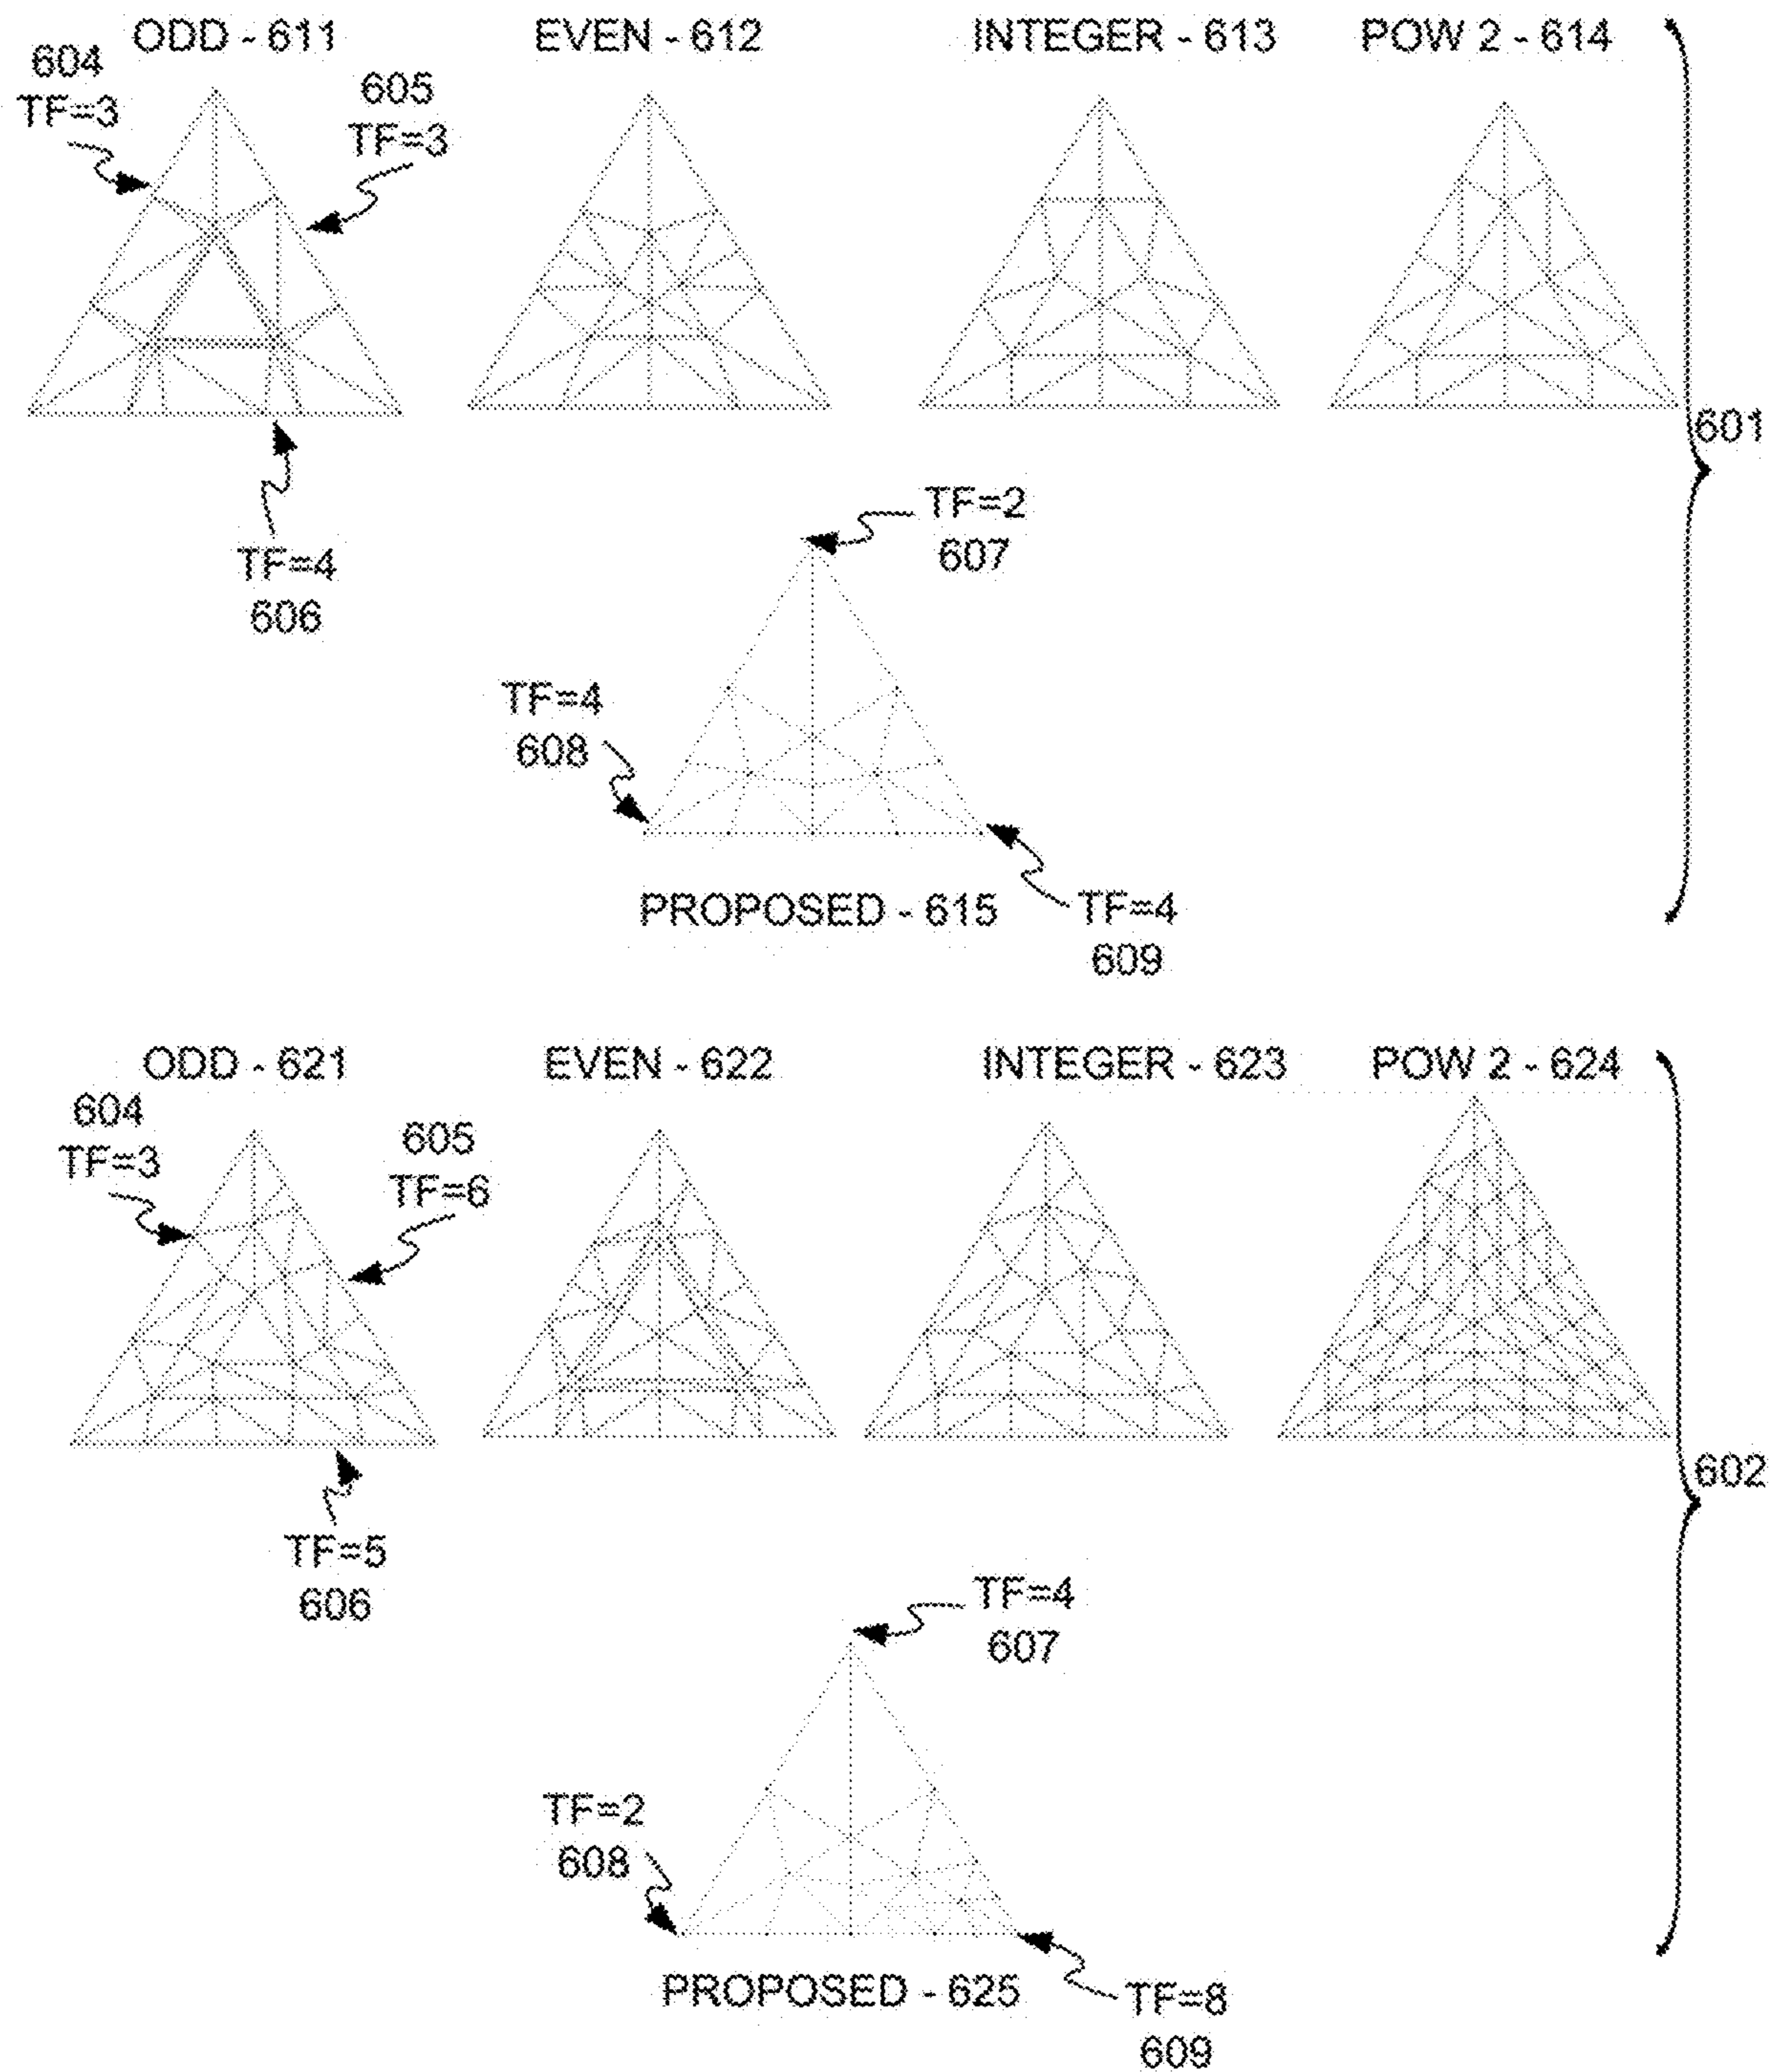 ODD - 611
EVEN - 612
INTEGER - 613
POW 2 - 614
604
TF=3
605
TF=3
601
TF=4
606
TF=2
607
TF=4
608
PROPOSED - 615
TF=4
609
ODD - 621
EVEN - 622
INTEGER - 623
POW 2 - 624
604
TF=3
605
TF=6
602
TF=5
606
TF=4
607
TF=2
608
PROPOSED - 625
TF=8
609